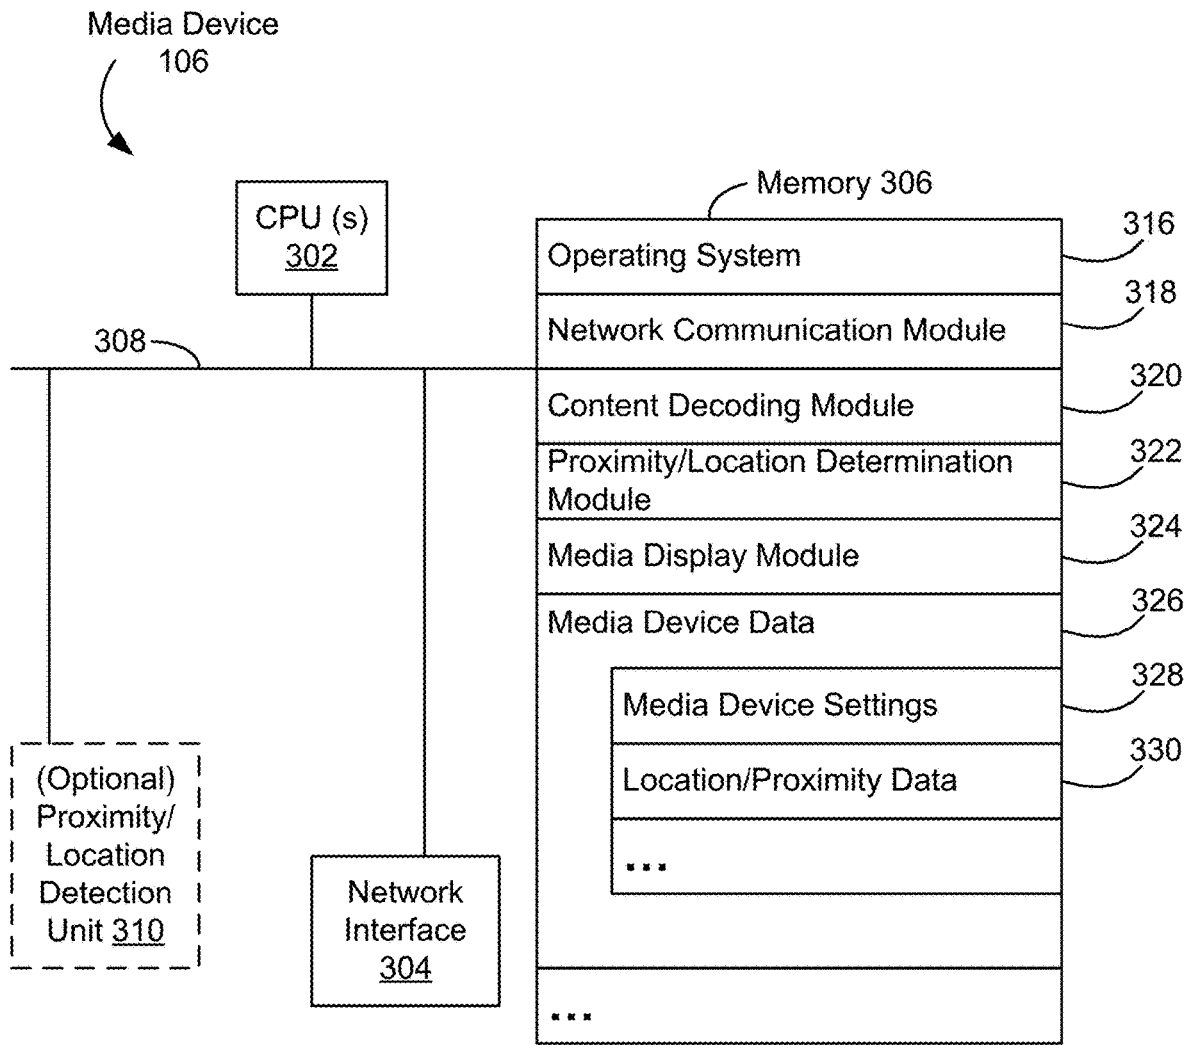 Media Device
106
CPU (s)
302
308
Memory 306
Operating System
316
Network Communication Module
318
Content Decoding Module
320
Proximity/Location Determination
Module
322
Media Display Module
324
Media Device Data
326
Media Device Settings
328
Location/Proximity Data
330
...
...
(Optional)
Proximity/
Location
Detection
Unit 310
Network
Interface
304